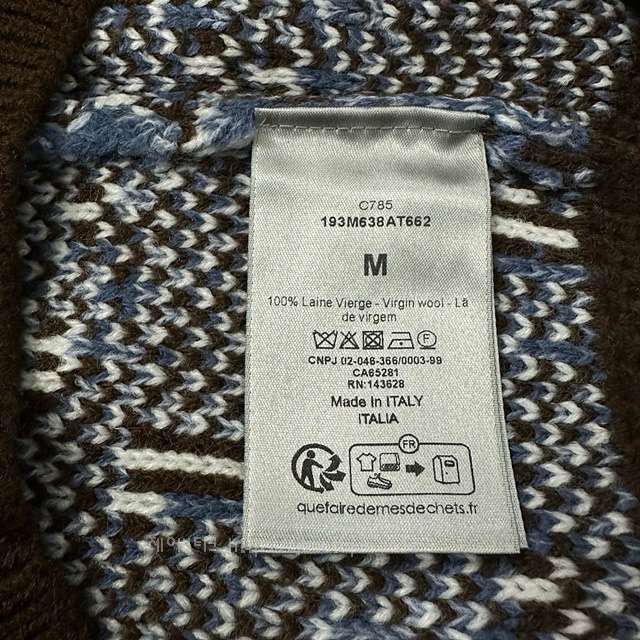 C785
193M638AT662
M
100% Laine Vierge - Virgin wool - Lã
de virgem
F
CNPJ 02-046-366/0003-99
CA65281
RN:143628
Made in ITALY
ITALIA
FR
quefairedemesdechets.fr